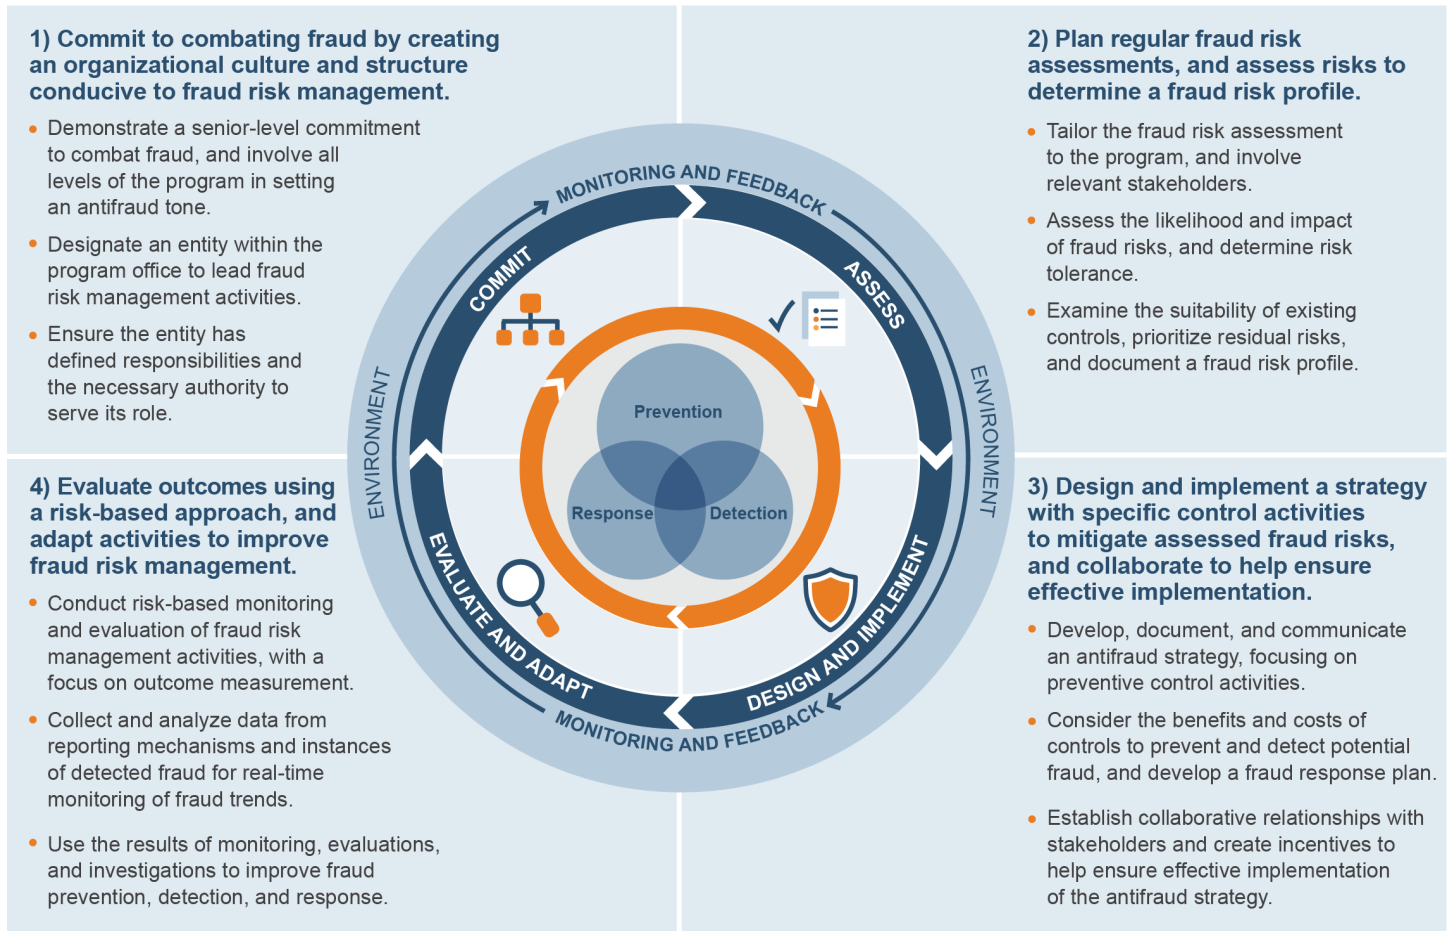 1) Commit to combating fraud by creating
an organizational culture and structure
conducive to fraud risk management.
• Demonstrate a senior-level commitment
to combat fraud, and involve all
levels of the program in setting
an antifraud tone.
• Designate an entity within the
program office to lead fraud
risk management activities.
• Ensure the entity has
defined responsibilities and
the necessary authority to
serve its role.
2) Plan regular fraud risk
assessments, and assess risks to
determine a fraud risk profile.
• Tailor the fraud risk assessment
to the program, and involve
relevant stakeholders.
• Assess the likelihood and impact
of fraud risks, and determine risk
tolerance.
• Examine the suitability of existing
controls, prioritize residual risks,
and document a fraud risk profile.
MONITORING AND FEEDBACK
COMMIT
ASSESS
ENVIRONMENT
ENVIRONMENT
Prevention
Response
Detection
EVALUATE AND ADAPT
DESIGN AND IMPLEMENT
MONITORING AND FEEDBACK
4) Evaluate outcomes using
a risk-based approach, and
adapt activities to improve
fraud risk management.
• Conduct risk-based monitoring
and evaluation of fraud risk
management activities, with a
focus on outcome measurement.
• Collect and analyze data from
reporting mechanisms and instances
of detected fraud for real-time
monitoring of fraud trends.
• Use the results of monitoring, evaluations,
and investigations to improve fraud
prevention, detection, and response.
3) Design and implement a strategy
with specific control activities
to mitigate assessed fraud risks,
and collaborate to help ensure
effective implementation.
• Develop, document, and communicate
an antifraud strategy, focusing on
preventive control activities.
• Consider the benefits and costs of
controls to prevent and detect potential
fraud, and develop a fraud response plan.
• Establish collaborative relationships with
stakeholders and create incentives to
help ensure effective implementation
of the antifraud strategy.